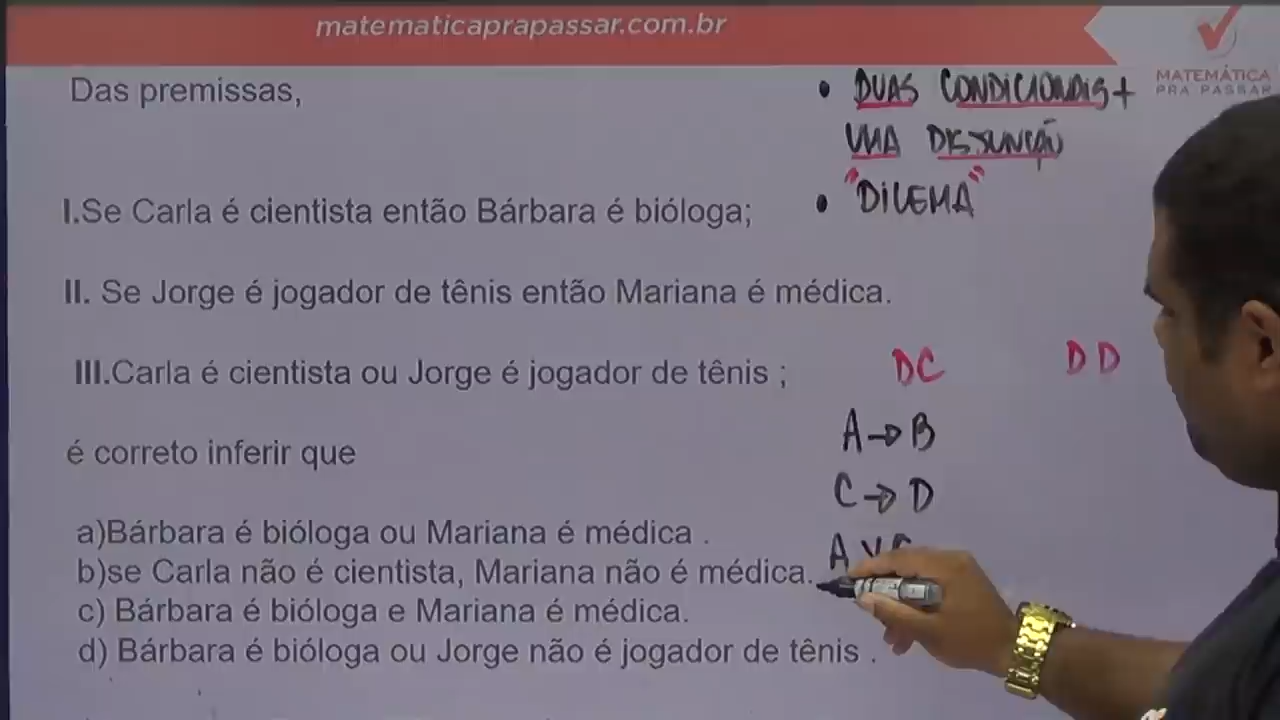 matematicaprapassar.com.br
MATEMÁTICA
PRA PASSAR
Das premissas,
• DUAS CONDICIONAIS +
UMA DISJUNÇÃO
• "DILEMA"
I.Se Carla é cientista então Bárbara é bióloga;
II. Se Jorge é jogador de tênis então Mariana é médica.
III.Carla é cientista ou Jorge é jogador de tênis ;
DC DD
A→B
C→D
A v
é correto inferir que
a)Bárbara é bióloga ou Mariana é médica .
b)se Carla não é cientista, Mariana não é médica.
c) Bárbara é bióloga e Mariana é médica.
d) Bárbara é bióloga ou Jorge não é jogador de tênis .